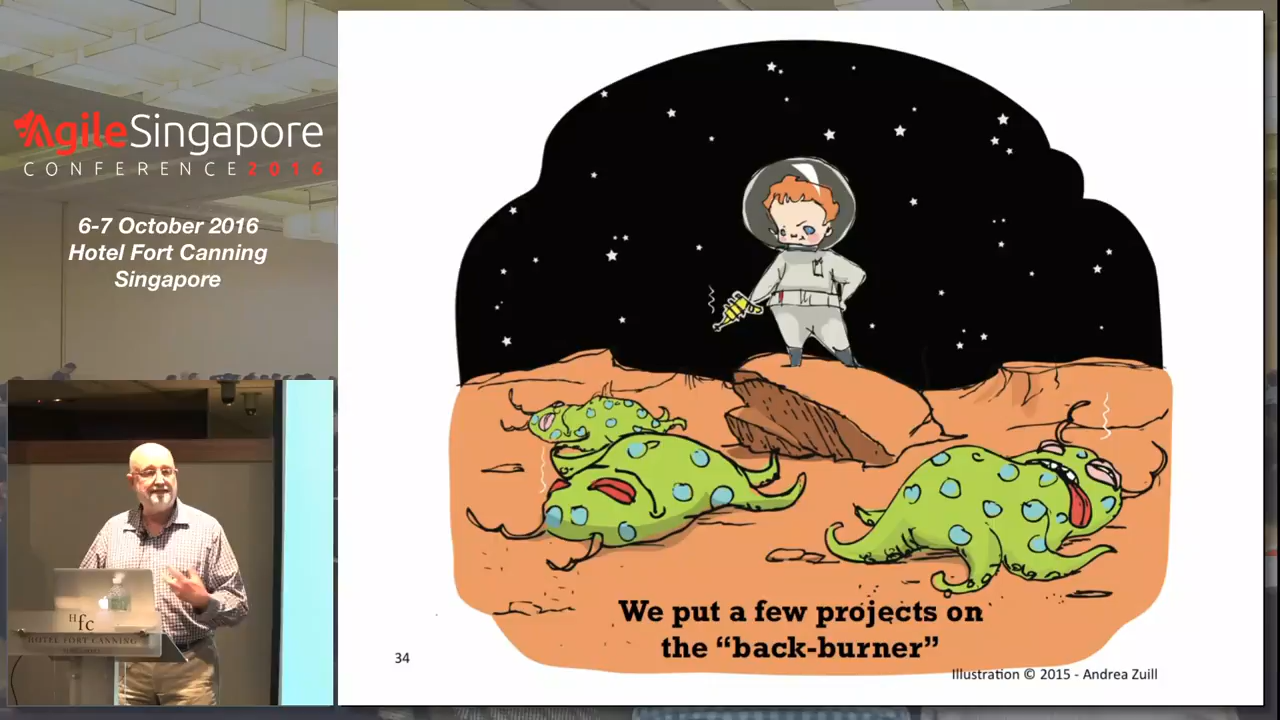 AgileSingapore
CONFERENCE2016
6-7 October 2016
Hotel Fort Canning
Singapore
Hfc
HOTEL FORT CANNING
We put a few projects on
the “back-burner”
34
Illustration © 2015 - Andrea Zuill